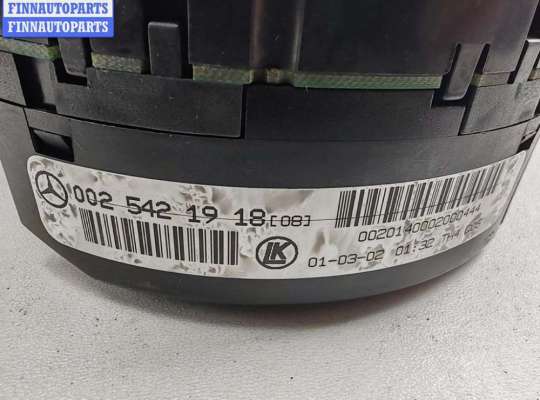 FINNAUTOPARTS
FINNAUTOPARTS
002 542 19 18 [08]
0020140002000444
LK
01-03-02 01:32